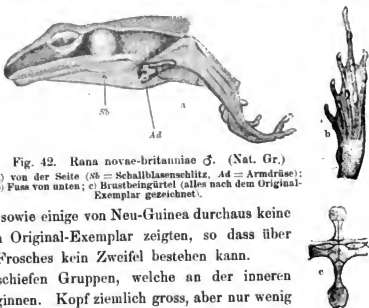 Sb
Ad
a
b
c
Fig. 42. Rana novae-britanniae ♂. (Nat. Gr.)
von der Seite (Sb = Schallblasenschlitz, Ad = Armdrüse);
Fuss von unten; c) Brustbeingürtel (alles nach dem Original-
Exemplar gezeichnet).
sowie einige von Neu-Guinea durchaus keine
Original-Exemplar zeigten, so dass über
Frosches kein Zweifel bestehen kann.
schiefen Gruppen, welche an der inneren
Kopf ziemlich gross, aber nur wenig